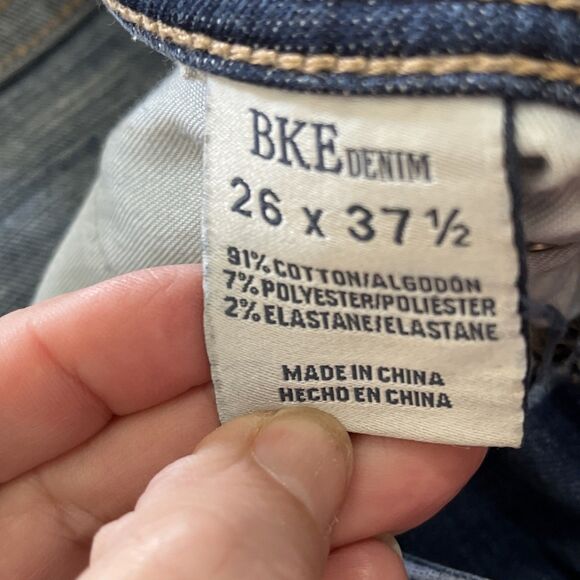 BKE DENIM
26 x 37 ½
91% COTTON/ALGODÓN
7% POLYESTER/POLIÉSTER
2% ELASTANE/ELASTANE
MADE IN CHINA
HECHO EN CHINA